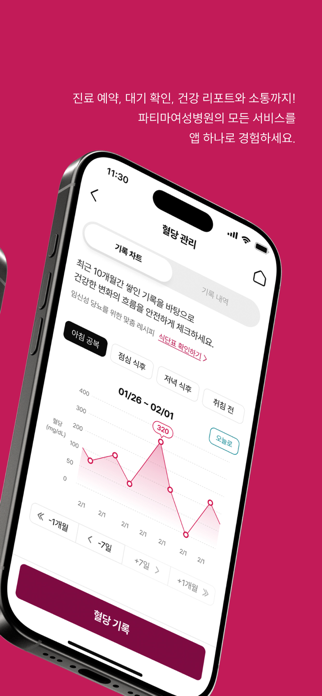 진료 예약, 대기 확인, 건강 리포트와 소통까지!
파티마여성병원의 모든 서비스를
앱 하나로 경험하세요.
11:30
혈당 관리
기록 차트
기록 내역
최근 10개월간 쌓인 기록을 바탕으로
건강한 변화의 흐름을 안전하게 체크하세요.
임신성 당뇨를 위한 맞춤 레시피 식단표 확인하기 >
아침 공복
점심 식후
저녁 식후
취침 전
01/26 ~ 02/01
오늘로
320
혈당
(mg/dL)
400
300
200
100
50
0
2/1 2/1 2/1 2/1 2/1 2/1 2/1
-1개월
-7일
+7일
+1개월
혈당 기록